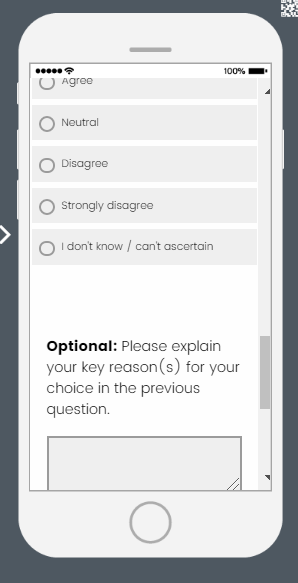 100%
Agree
Neutral
Disagree
Strongly disagree
I don't know / can't ascertain
Optional: Please explain
your key reason(s) for your
choice in the previous
question.